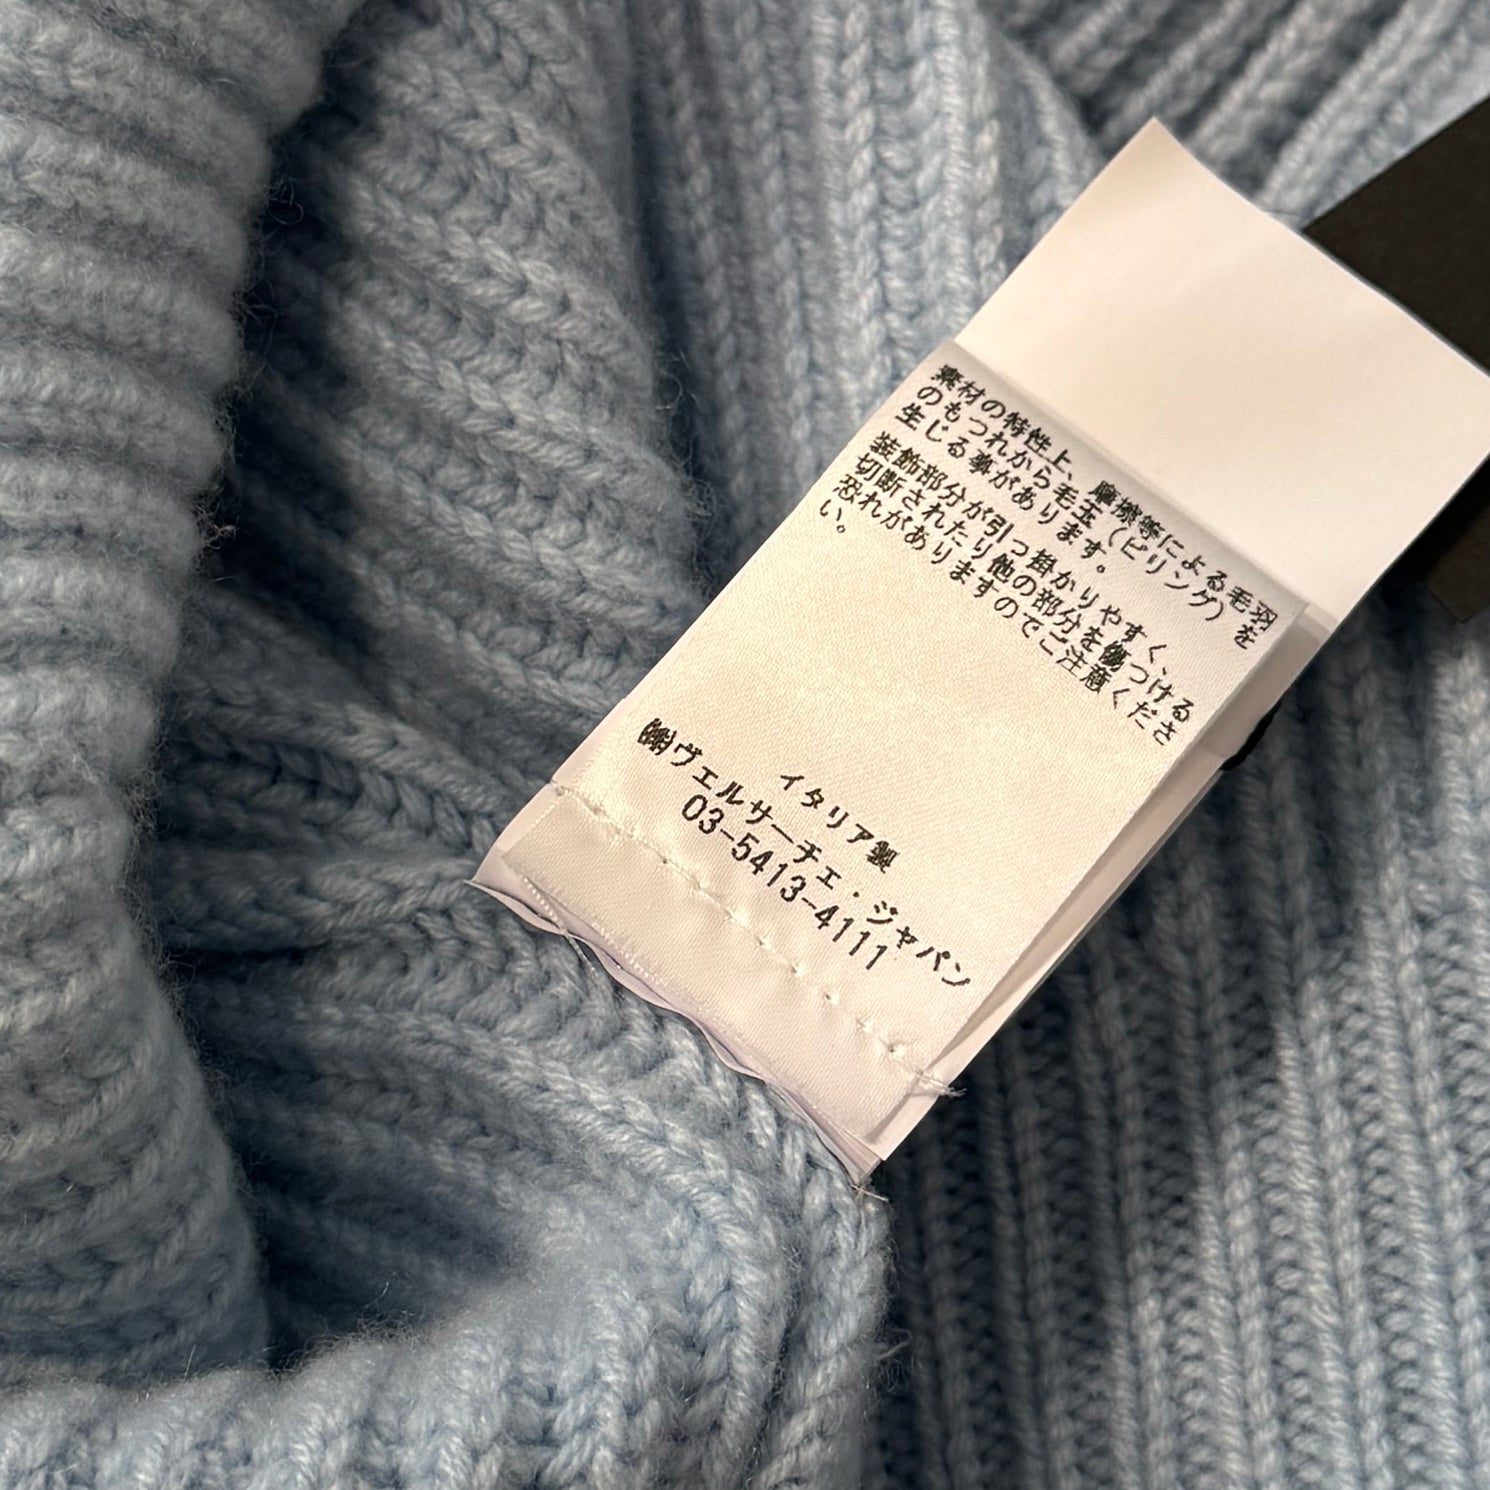 素材の特性上、摩擦等による毛羽
のもつれから毛玉（ピリング）を
生じる事があります。
装飾部分が引っ掛かりやすく、
切断されたり他の部分を傷つける
恐れがありますのでご注意くださ
い。
イタリア製
㈱ヴェルサーチェ・ジャパン
03-5413-4111